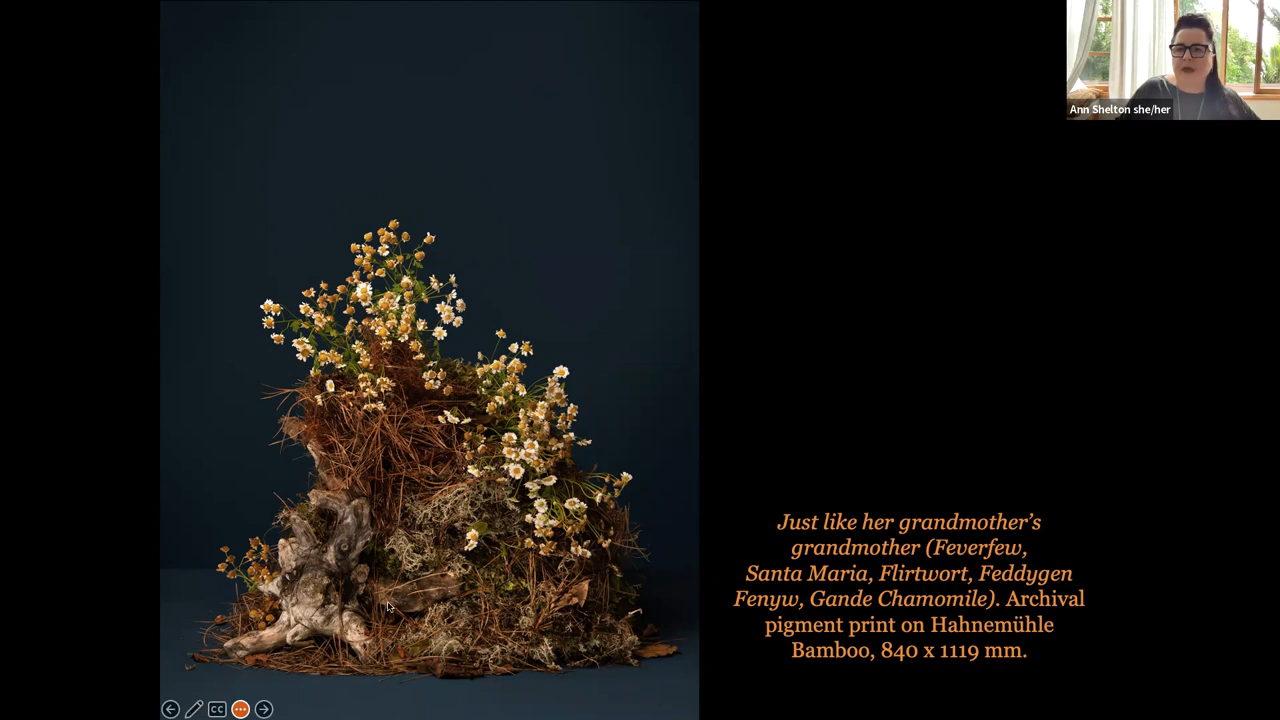 Ann Shelton she/her
Just like her grandmother’s
grandmother (Feverfew,
Santa Maria, Flirtwort, Feddygen
Fenyw, Gande Chamomile). Archival
pigment print on Hahnemühle
Bamboo, 840 x 1119 mm.
CC